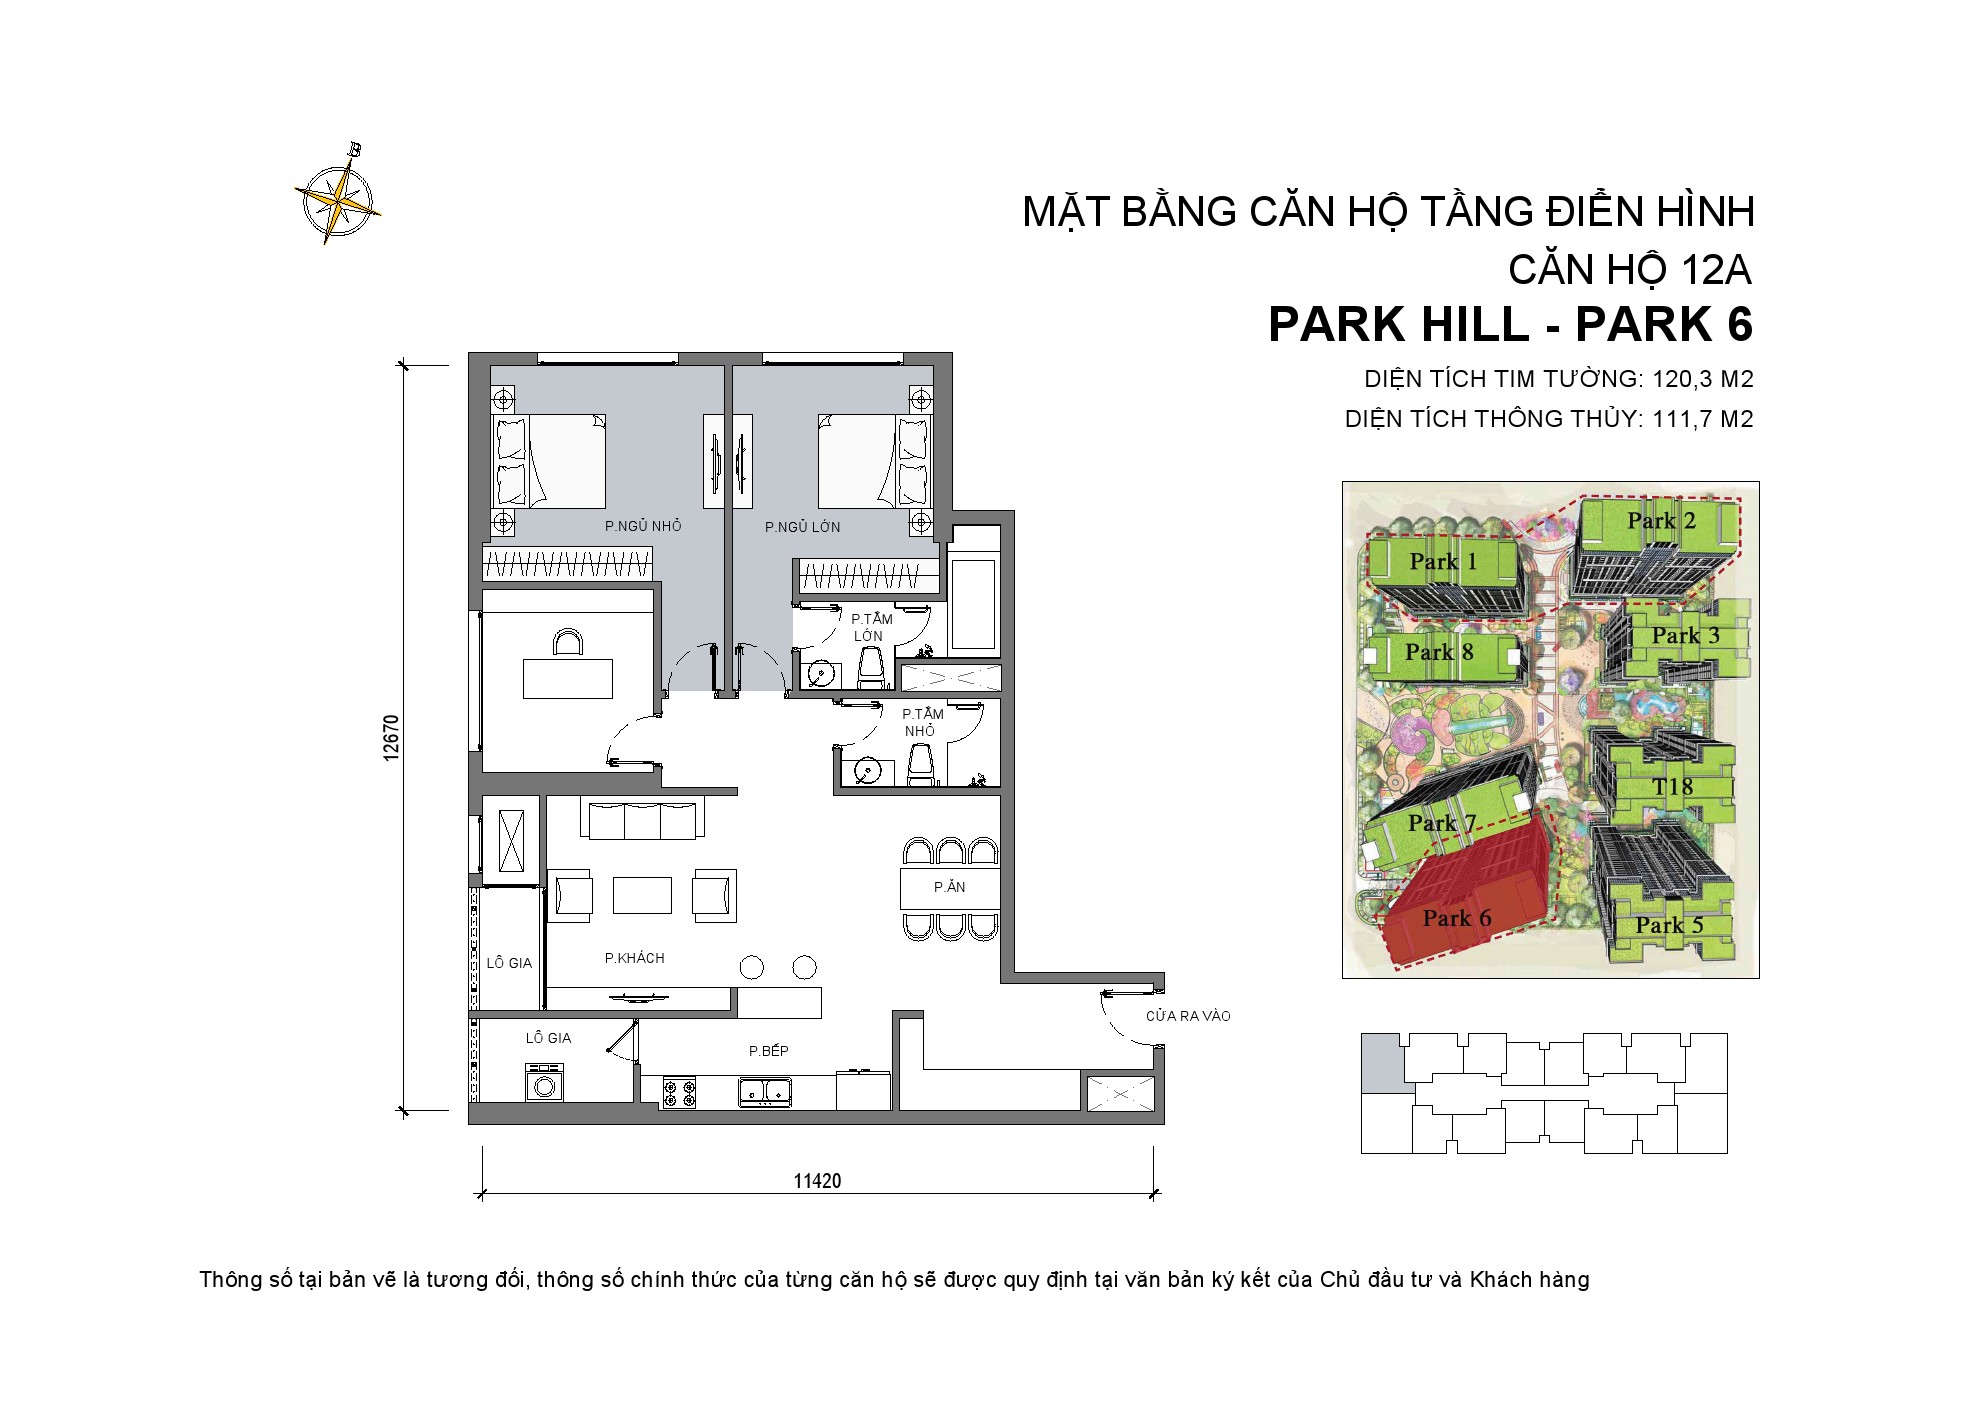 B
MẶT BẰNG CĂN HỘ TẦNG ĐIỂN HÌNH
CĂN HỘ 12A
PARK HILL - PARK 6
DIỆN TÍCH TIM TƯỜNG: 120,3 M2
DIỆN TÍCH THÔNG THỦY: 111,7 M2
P.NGỦ NHỎ
P.NGỦ LỚN
P.TẮM
LỚN
P.TẮM
NHỎ
12670
P.ĂN
P.KHÁCH
LÔ GIA
CỬA RA VÀO
LÔ GIA
P.BẾP
11420
Park 2
Park 1
Park 3
Park 8
T18
Park 7
Park 6
Park 5
Thông số tại bản vẽ là tương đối, thông số chính thức của từng căn hộ sẽ được quy định tại văn bản ký kết của Chủ đầu tư và Khách hàng